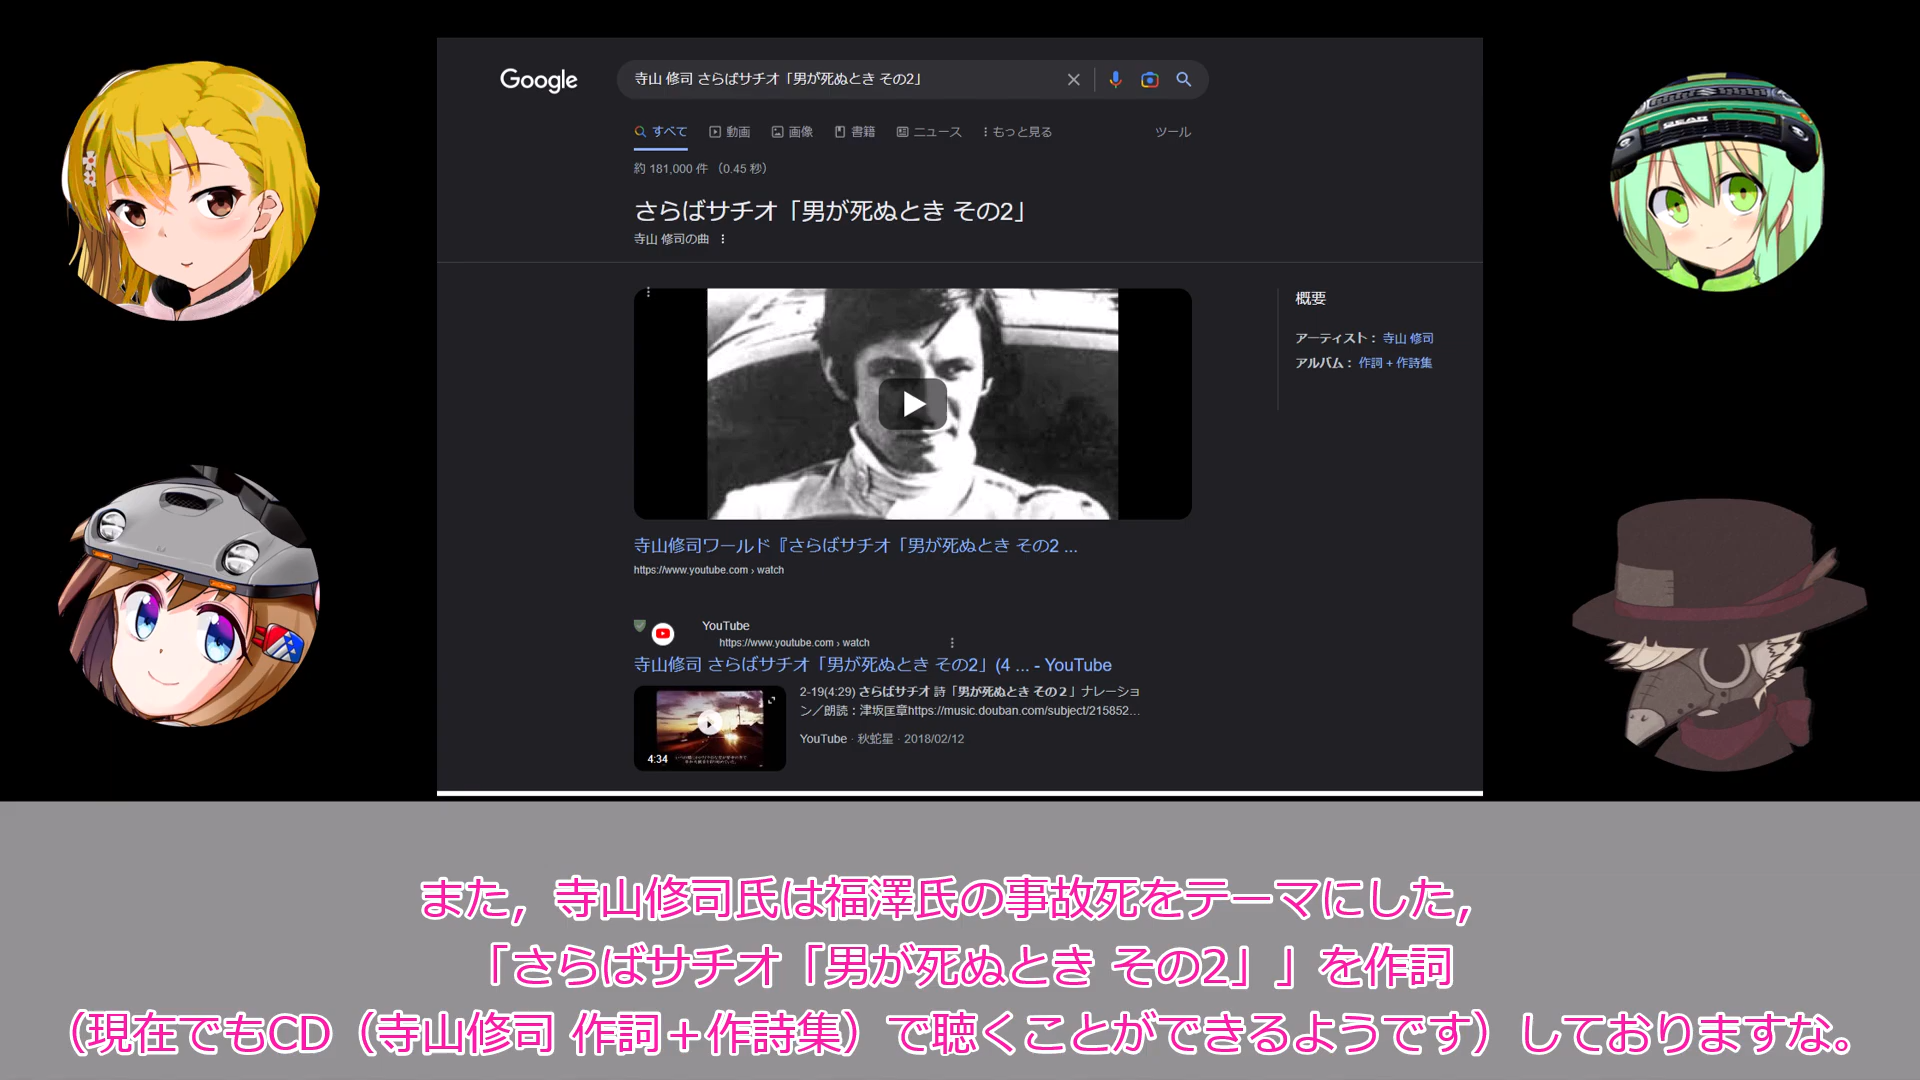 Google
寺山 修司 さらばサチオ「男が死ぬとき その2」
すべて 動画 画像 書籍 ニュース もっと見る ツール
約 181,000 件 （0.45 秒）
さらばサチオ「男が死ぬとき その2」
寺山 修司の曲
概要
アーティスト： 寺山 修司
アルバム： 作詞＋作詩集
寺山修司ワールド『さらばサチオ「男が死ぬとき その2 ...
https://www.youtube.com › watch
YouTube
https://www.youtube.com › watch
寺山修司 さらばサチオ「男が死ぬとき その2」(4 ... - YouTube
2-19(4:29) さらばサチオ 詩「男が死ぬとき その２」ナレーショ
ン／朗読：津坂匡章https://music.douban.com/subject/215852...
YouTube · 秋蛇星 · 2018/02/12
4:34
また，寺山修司氏は福澤氏の事故死をテーマにした，
「さらばサチオ「男が死ぬとき その2」」を作詞
（現在でもCD（寺山修司 作詞＋作詩集）で聴くことができるようです）しておりますな。